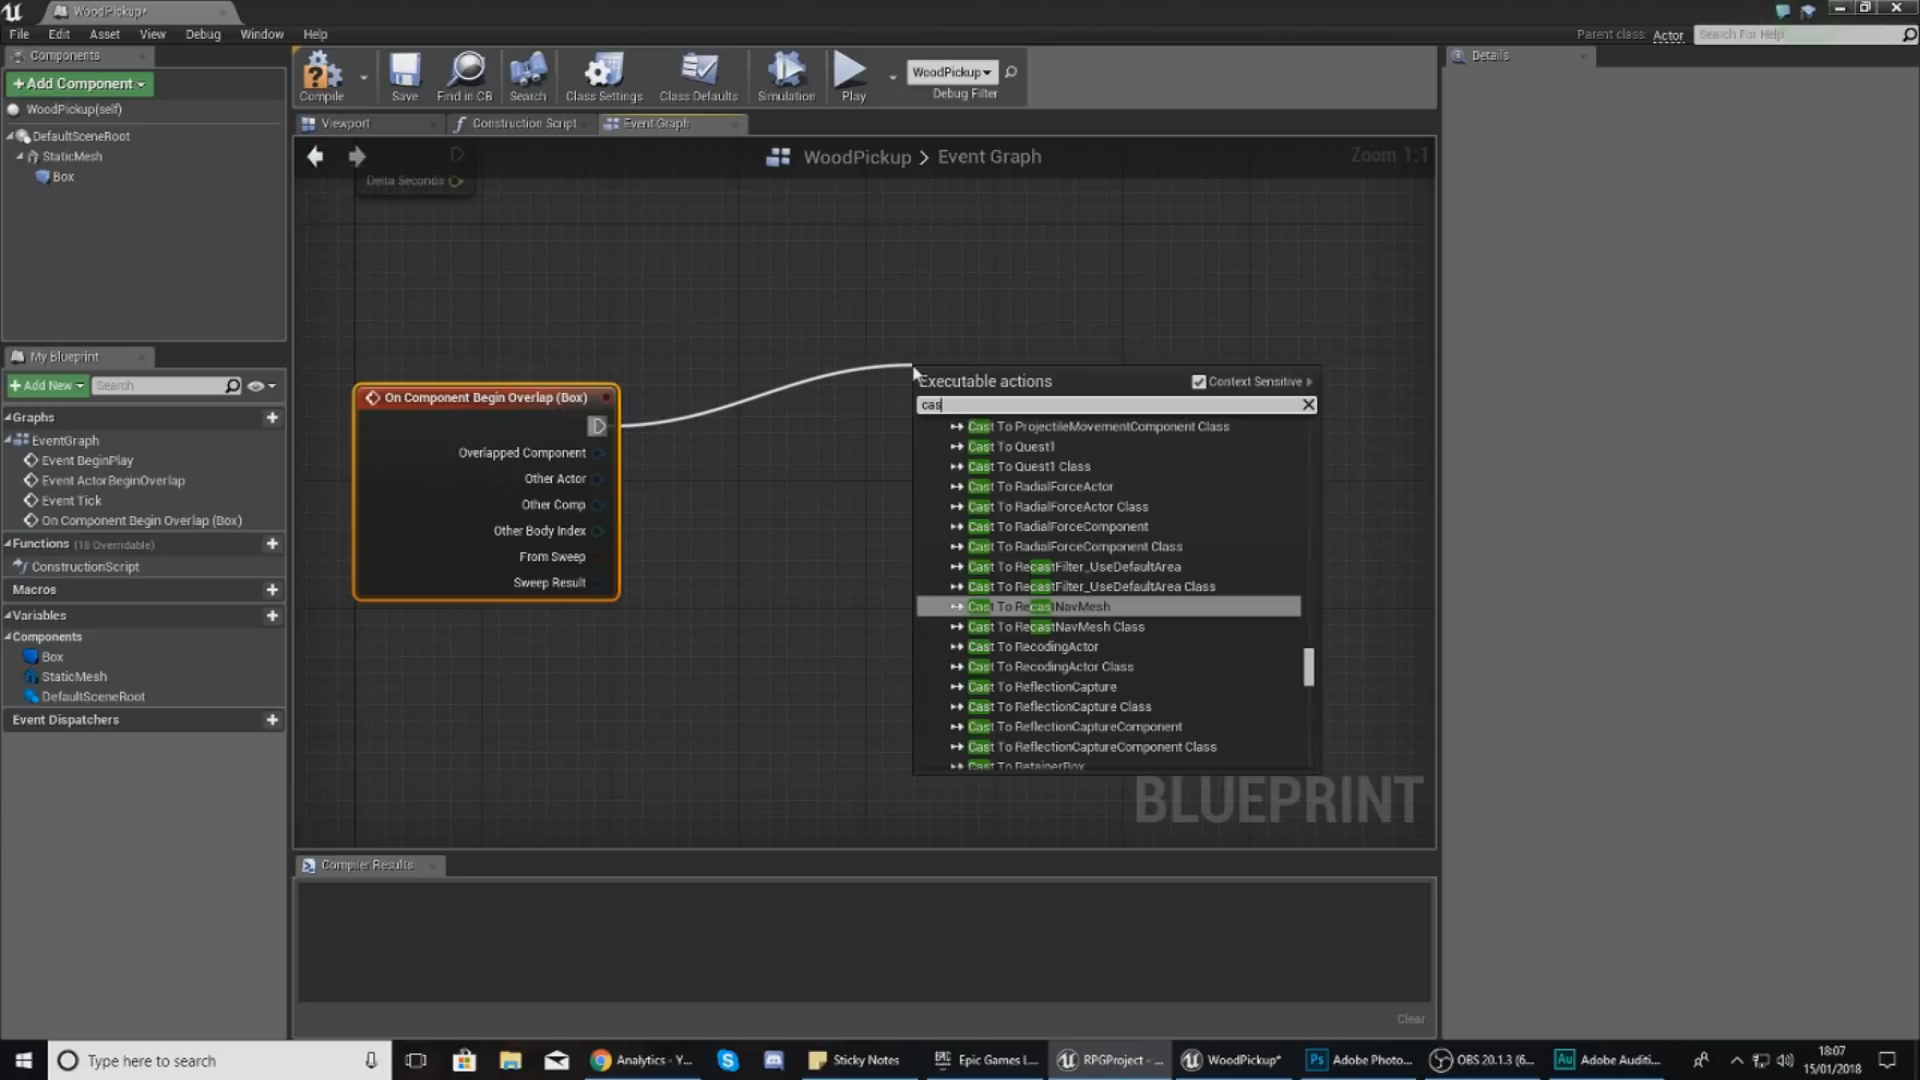 WoodPickup*
File Edit Asset View Debug Window Help
Parent class: Actor Search For Help
Components
+Add Component
WoodPickup(self)
DefaultSceneRoot
StaticMesh
Box
Compile Save Find in CB Search Class Settings Class Defaults Simulation Play
WoodPickup
Debug Filter
Details
Viewport Construction Script Event Graph
WoodPickup > Event Graph
Zoom 1:1
Delta Seconds
My Blueprint
+Add New Search
Graphs
EventGraph
Event BeginPlay
Event ActorBeginOverlap
Event Tick
On Component Begin Overlap (Box)
Functions (18 Overridable)
ConstructionScript
Macros
Variables
Components
Box
StaticMesh
DefaultSceneRoot
Event Dispatchers
On Component Begin Overlap (Box)
Overlapped Component
Other Actor
Other Comp
Other Body Index
From Sweep
Sweep Result
Executable actions Context Sensitive
cas
Cast To ProjectileMovementComponent Class
Cast To Quest1
Cast To Quest1 Class
Cast To RadialForceActor
Cast To RadialForceActor Class
Cast To RadialForceComponent
Cast To RadialForceComponent Class
Cast To RecastFilter_UseDefaultArea
Cast To RecastFilter_UseDefaultArea Class
Cast To RecastNavMesh
Cast To RecastNavMesh Class
Cast To RecodingActor
Cast To RecodingActor Class
Cast To ReflectionCapture
Cast To ReflectionCapture Class
Cast To ReflectionCaptureComponent
Cast To ReflectionCaptureComponent Class
Cast To RetainerBox
BLUEPRINT
Compiler Results
Clear
Type here to search
Analytics - Y... Sticky Notes Epic Games L... RPGProject - ... WoodPickup* Adobe Photo... OBS 20.1.3 (6... Adobe Auditi...
18:07
15/01/2018